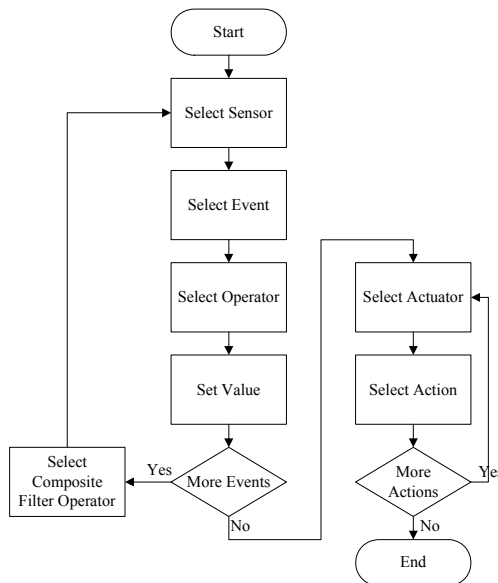 Start
Select Sensor
Select Event
Select Operator
Set Value
More Events
Yes
Select
Composite
Filter Operator
No
Select Actuator
Select Action
More
Actions
Yes
No
End